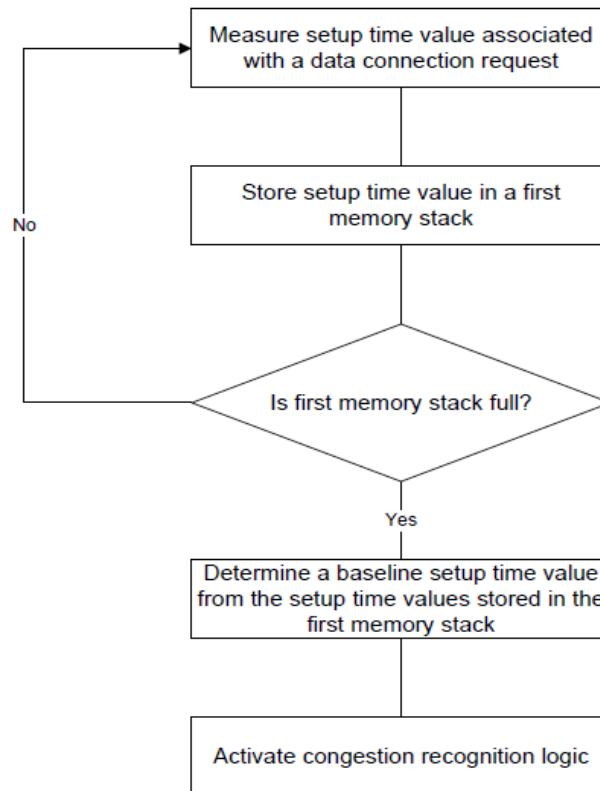 Measure setup time value associated
with a data connection request
Store setup time value in a first
memory stack
No
Is first memory stack full?
Yes
Determine a baseline setup time value
from the setup time values stored in the
first memory stack
Activate congestion recognition logic